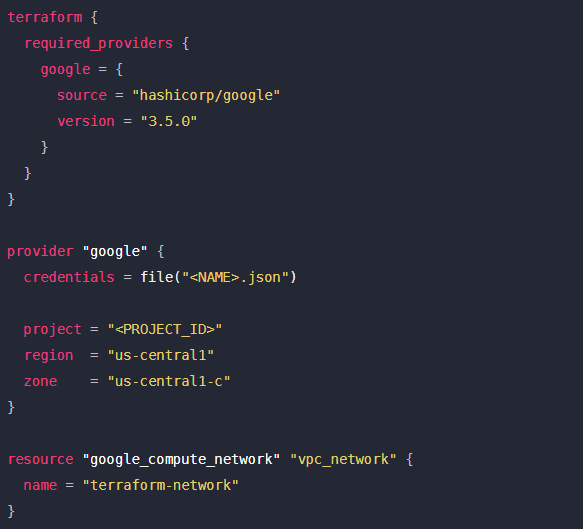 terraform {
  required_providers {
    google = {
      source = "hashicorp/google"
      version = "3.5.0"
    }
  }
}

provider "google" {
  credentials = file("<NAME>.json")

  project = "<PROJECT_ID>"
  region  = "us-central1"
  zone    = "us-central1-c"
}

resource "google_compute_network" "vpc_network" {
  name = "terraform-network"
}